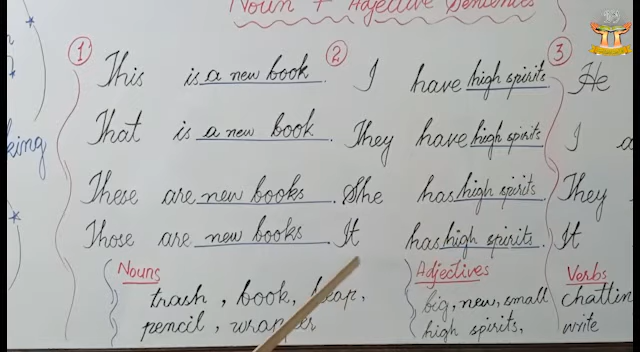 Noun + Adjective Sentences
1 This is a new book. 2 I have high spirits. 3 He
That is a new book. They have high spirits. I a
These are new books. She has high spirits. They
Those are new books. It has high spirits. It
king
Nouns Adjectives Verbs
trash, book, heap, big, new, small chattin
pencil, wrapper high spirits, write